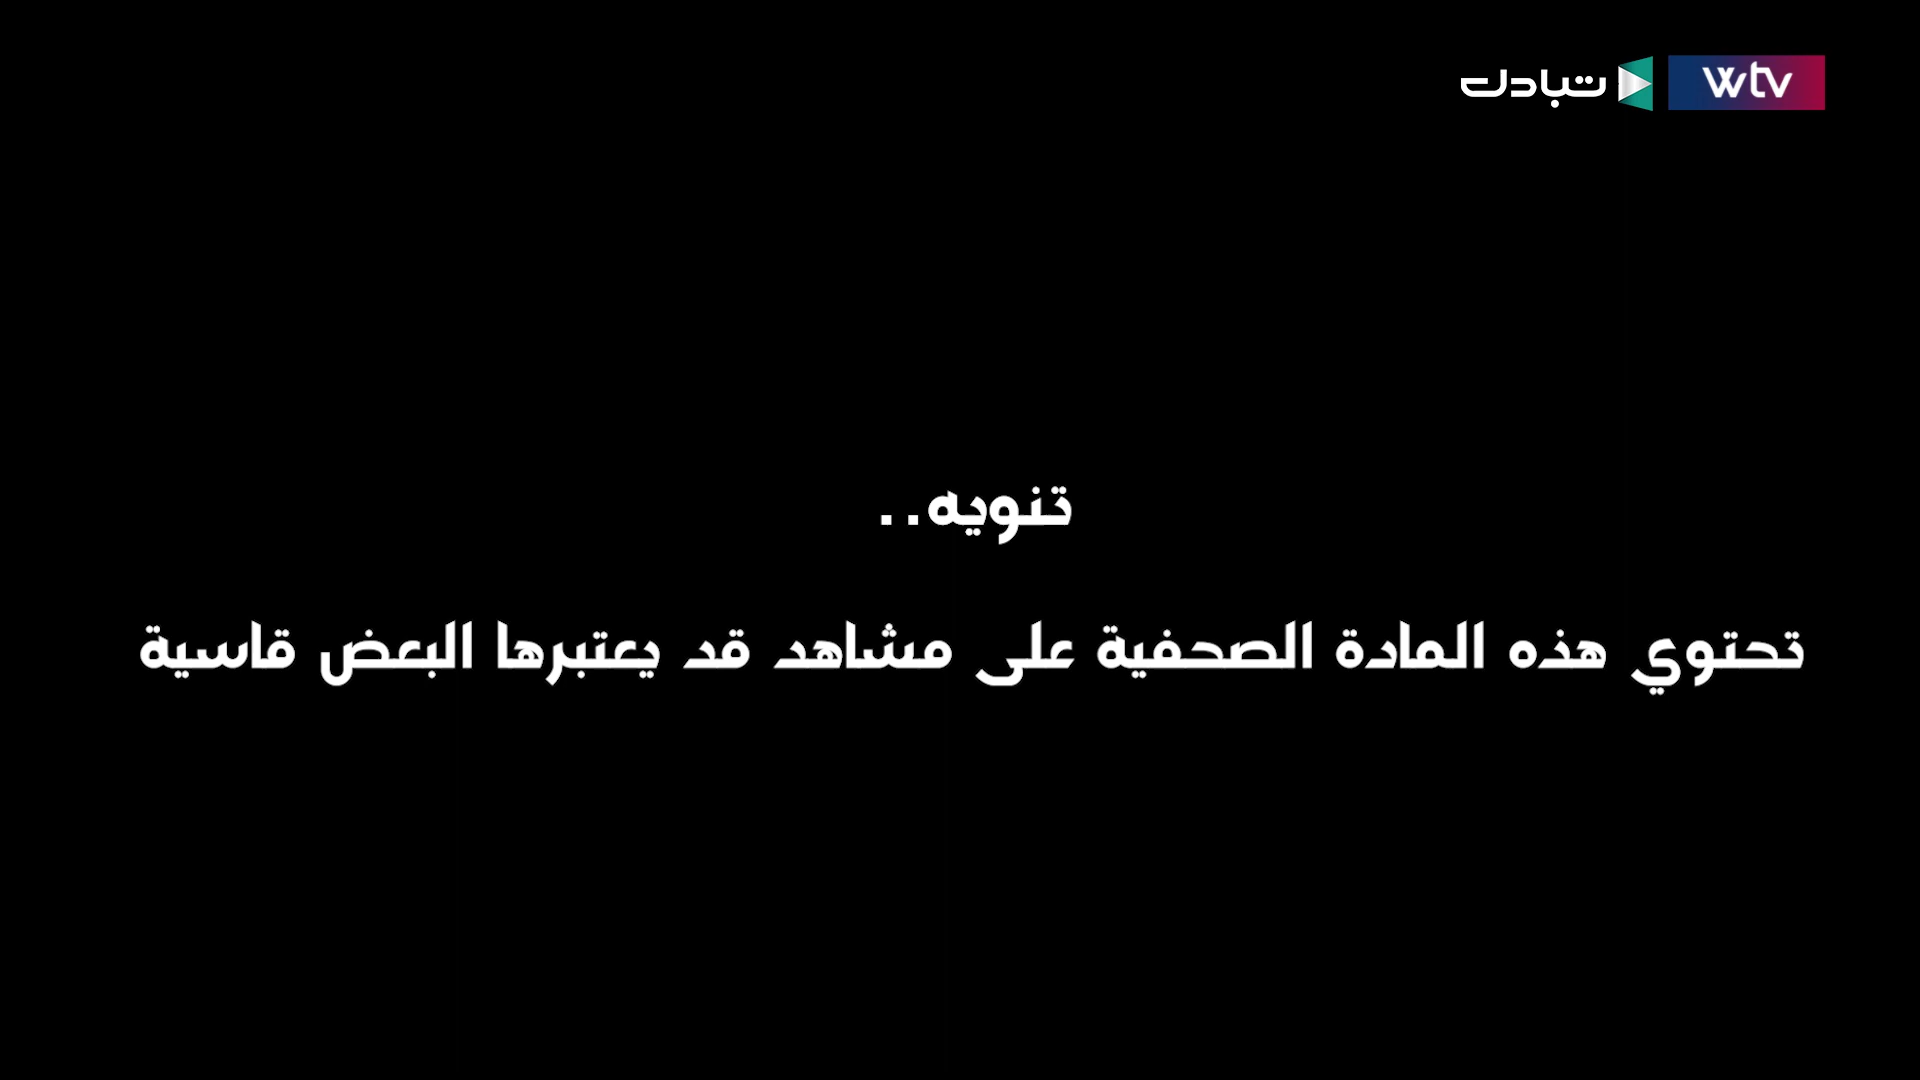 تبادل wtv
تنويه..
تحتوي هذه المادة الصحفية على مشاهد قد يعتبرها البعض قاسية